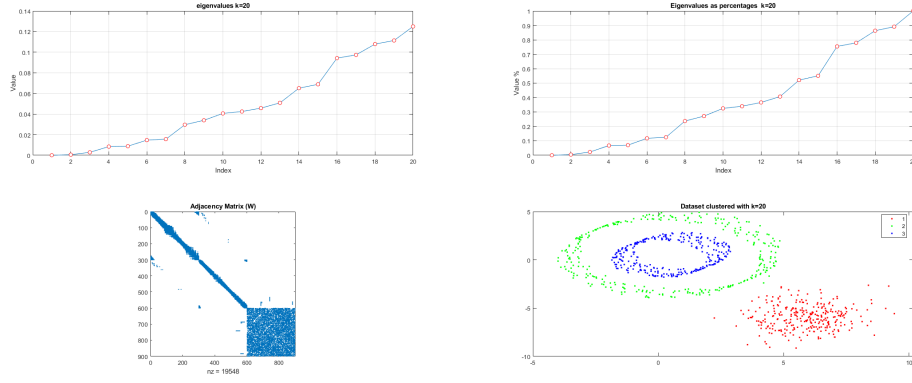 eigenvalues k=20
0.14
0.12
0.1
0.08
0.06
0.04
0.02
0
Value
0 2 4 6 8 10 12 14 16 18 20
Index
Eigenvalues as percentages k=20
1
0.9
0.8
0.7
0.6
0.5
0.4
0.3
0.2
0.1
0
Value %
0 2 4 6 8 10 12 14 16 18 2
Index
Adjacency Matrix (W)
0
100
200
300
400
500
600
700
800
900
0 200 400 600 800
nz = 19548
Dataset clustered with k=20
5
0
-5
-10
-5 0 5 10
1
2
3